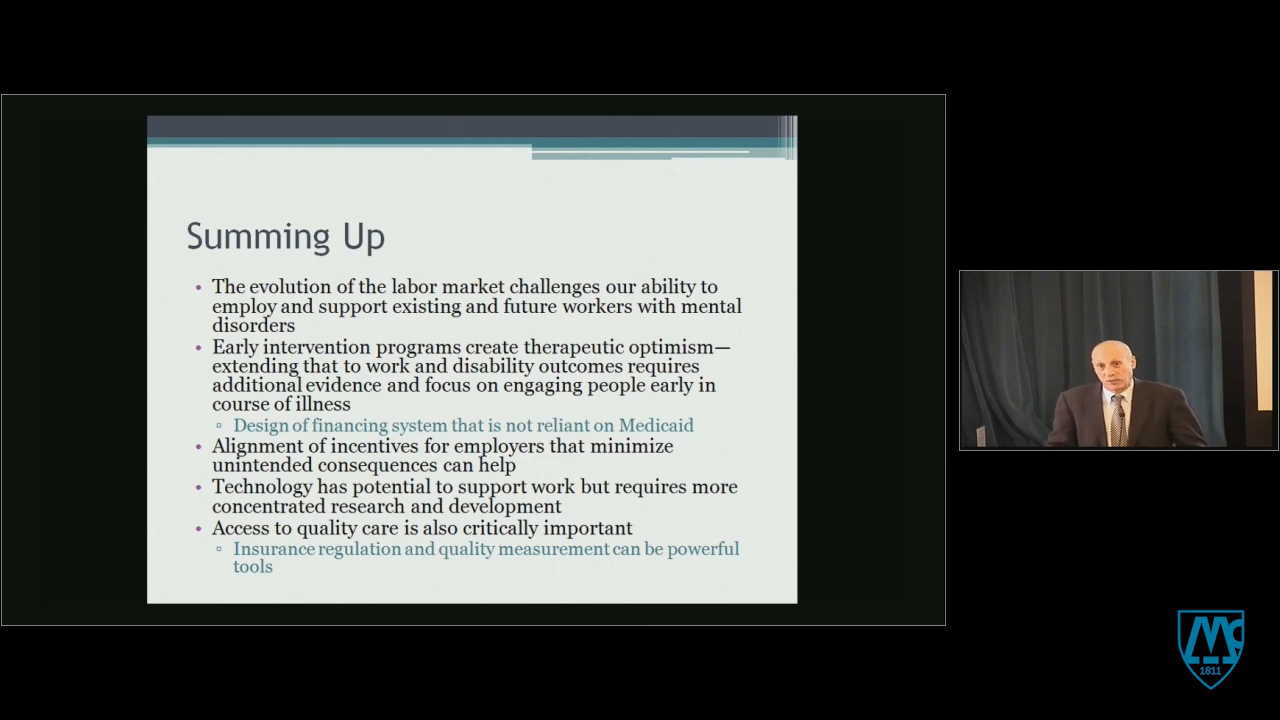 Summing Up
• The evolution of the labor market challenges our ability to
employ and support existing and future workers with mental
disorders
• Early intervention programs create therapeutic optimism—
extending that to work and disability outcomes requires
additional evidence and focus on engaging people early in
course of illness
▫ Design of financing system that is not reliant on Medicaid
• Alignment of incentives for employers that minimize
unintended consequences can help
• Technology has potential to support work but requires more
concentrated research and development
• Access to quality care is also critically important
▫ Insurance regulation and quality measurement can be powerful
tools
Mc
1811